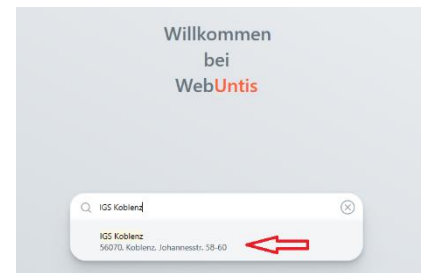 Willkommen
bei
WebUntis
IGS Koblenz
IGS Koblenz
56070, Koblenz, Johannesstr. 58-60